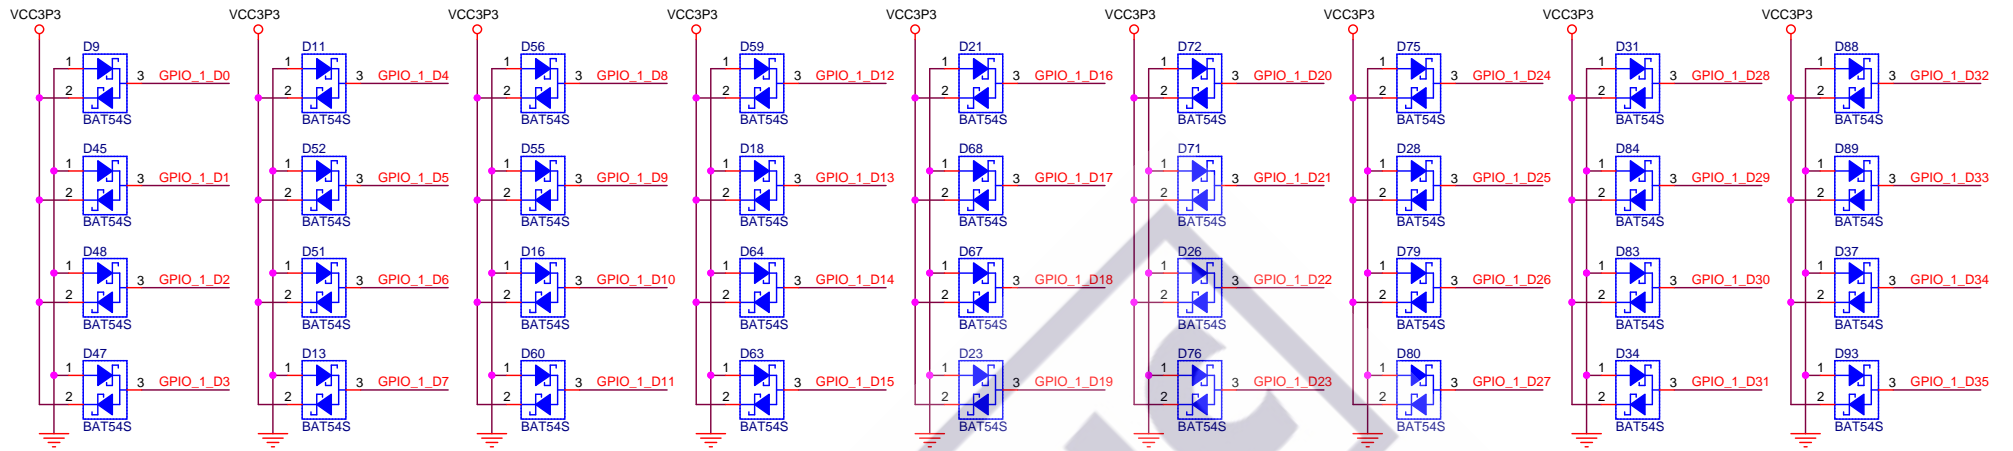 VCC3P3 VCC3P3 VCC3P3 VCC3P3 VCC3P3 VCC3P3 VCC3P3 VCC3P3 VCC3P3
D9 D11 D56 D59 D21 D72 D75 D31 D88
1 3 GPIO_1_D0 1 3 GPIO_1_D4 1 3 GPIO_1_D8 1 3 GPIO_1_D12 1 3 GPIO_1_D16 1 3 GPIO_1_D20 1 3 GPIO_1_D24 1 3 GPIO_1_D28 1 3 GPIO_1_D32
2 2 2 2 2 2 2 2 2
BAT54S BAT54S BAT54S BAT54S BAT54S BAT54S BAT54S BAT54S BAT54S
D45 D52 D55 D18 D68 D71 D28 D84 D89
1 3 GPIO_1_D1 1 3 GPIO_1_D5 1 3 GPIO_1_D9 1 3 GPIO_1_D13 1 3 GPIO_1_D17 1 3 GPIO_1_D21 1 3 GPIO_1_D25 1 3 GPIO_1_D29 1 3 GPIO_1_D33
2 2 2 2 2 2 2 2 2
BAT54S BAT54S BAT54S BAT54S BAT54S BAT54S BAT54S BAT54S BAT54S
D48 D51 D16 D64 D67 D26 D79 D83 D37
1 3 GPIO_1_D2 1 3 GPIO_1_D6 1 3 GPIO_1_D10 1 3 GPIO_1_D14 1 3 GPIO_1_D18 1 3 GPIO_1_D22 1 3 GPIO_1_D26 1 3 GPIO_1_D30 1 3 GPIO_1_D34
2 2 2 2 2 2 2 2 2
BAT54S BAT54S BAT54S BAT54S BAT54S BAT54S BAT54S BAT54S BAT54S
D47 D13 D60 D63 D23 D76 D80 D34 D93
1 3 GPIO_1_D3 1 3 GPIO_1_D7 1 3 GPIO_1_D11 1 3 GPIO_1_D15 1 3 GPIO_1_D19 1 3 GPIO_1_D23 1 3 GPIO_1_D27 1 3 GPIO_1_D31 1 3 GPIO_1_D35
2 2 2 2 2 2 2 2 2
BAT54S BAT54S BAT54S BAT54S BAT54S BAT54S BAT54S BAT54S BAT54S